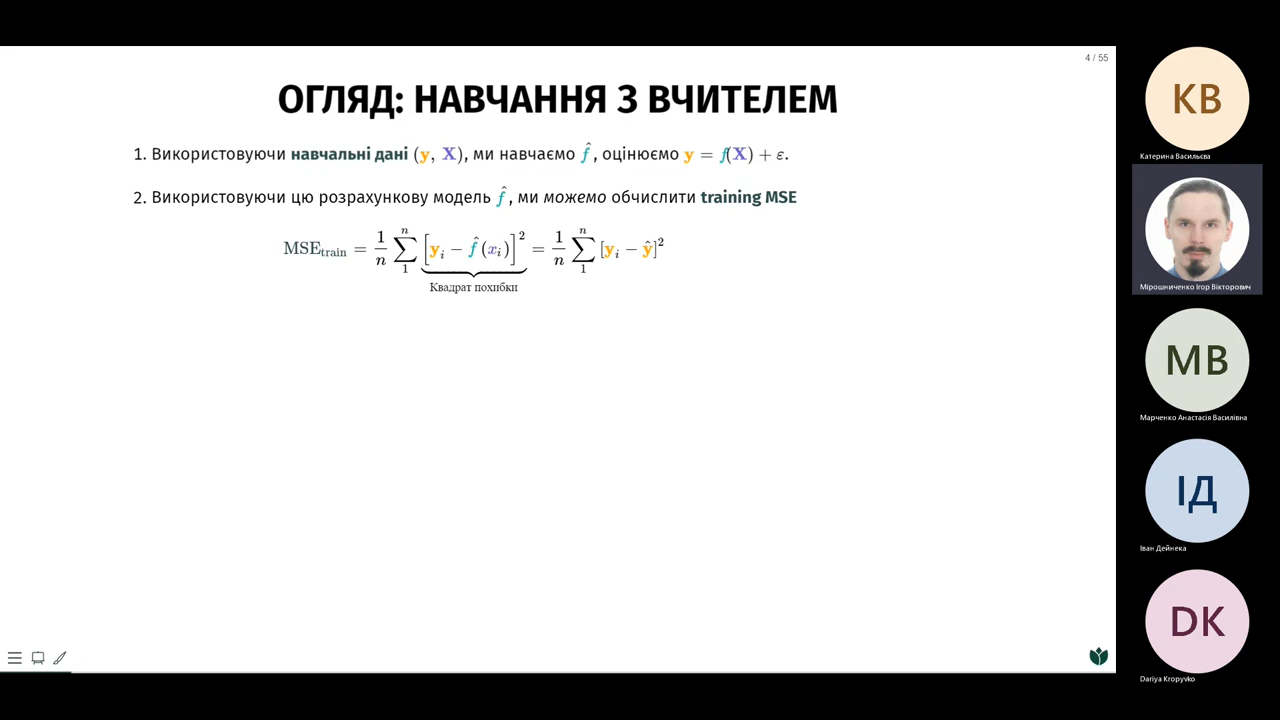 4 / 55
ОГЛЯД: НАВЧАННЯ З ВЧИТЕЛЕМ
1. Використовуючи навчальні дані (y, X), ми навчаємо f̂, оцінюємо y = f(X) + ε.
2. Використовуючи цю розрахункову модель f̂, ми можемо обчислити training MSE
MSE_train = 1/n ∑_1^n [y_i − f̂(x_i)]² = 1/n ∑_1^n [y_i − ŷ]²
Квадрат похибки
КВ
Катерина Васильєва
Мірошниченко Ігор Вікторович
МВ
Марченко Анастасія Василівна
ІД
Іван Дейнека
DK
Dariya Kropyvko